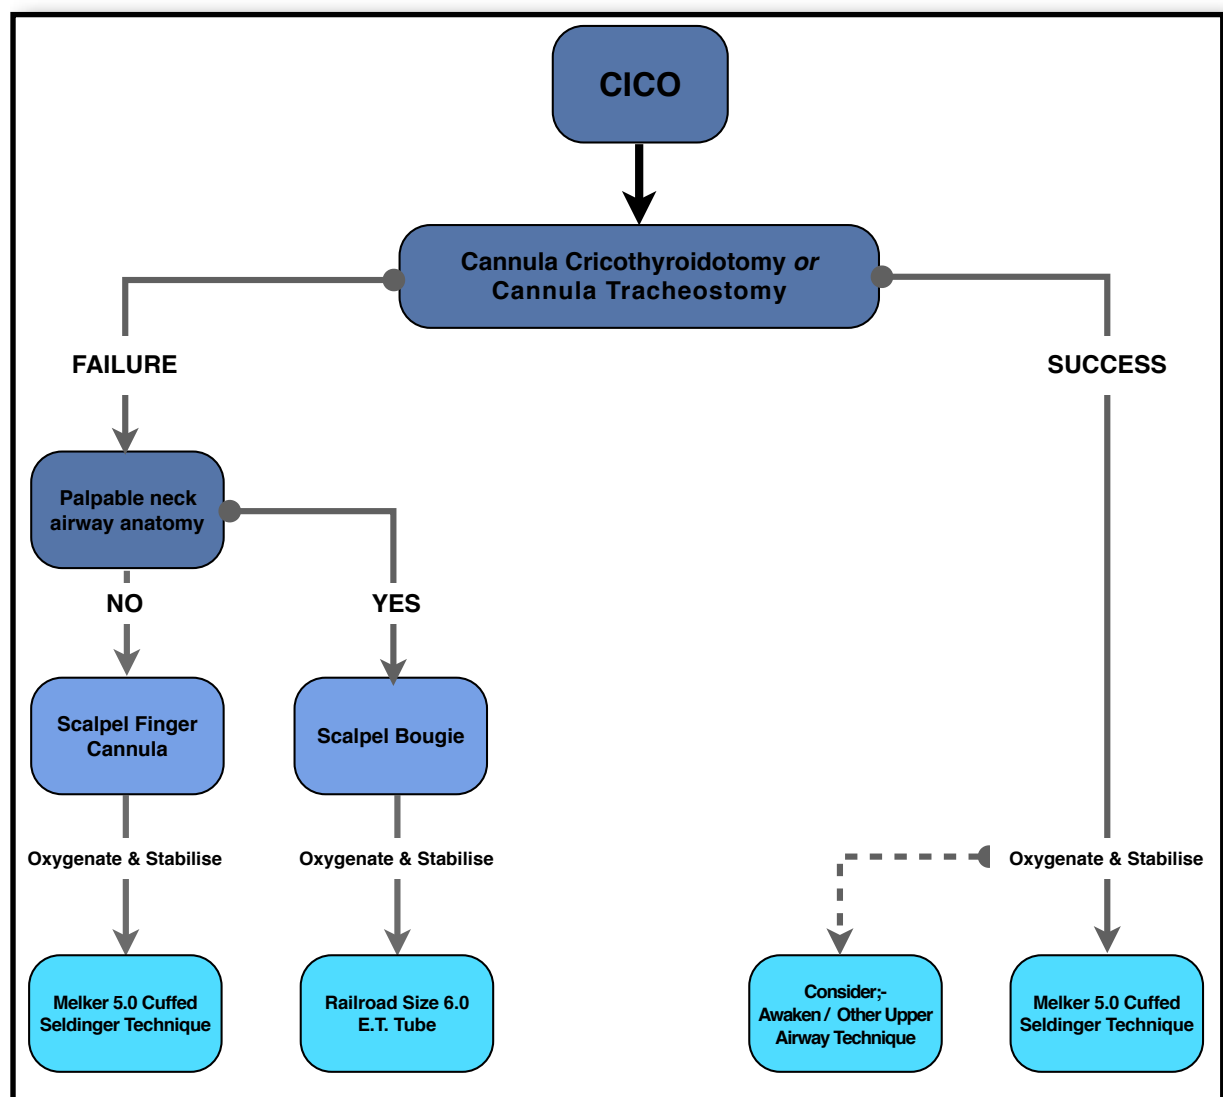 CICO
Cannula Cricothyroidotomy or
Cannula Tracheostomy
FAILURE
SUCCESS
Palpable neck
airway anatomy
NO
YES
Scalpel Finger
Cannula
Scalpel Bougie
Oxygenate & Stabilise
Oxygenate & Stabilise
Oxygenate & Stabilise
Melker 5.0 Cuffed
Seldinger Technique
Railroad Size 6.0
E.T. Tube
Consider;-
Awaken / Other Upper
Airway Technique
Melker 5.0 Cuffed
Seldinger Technique